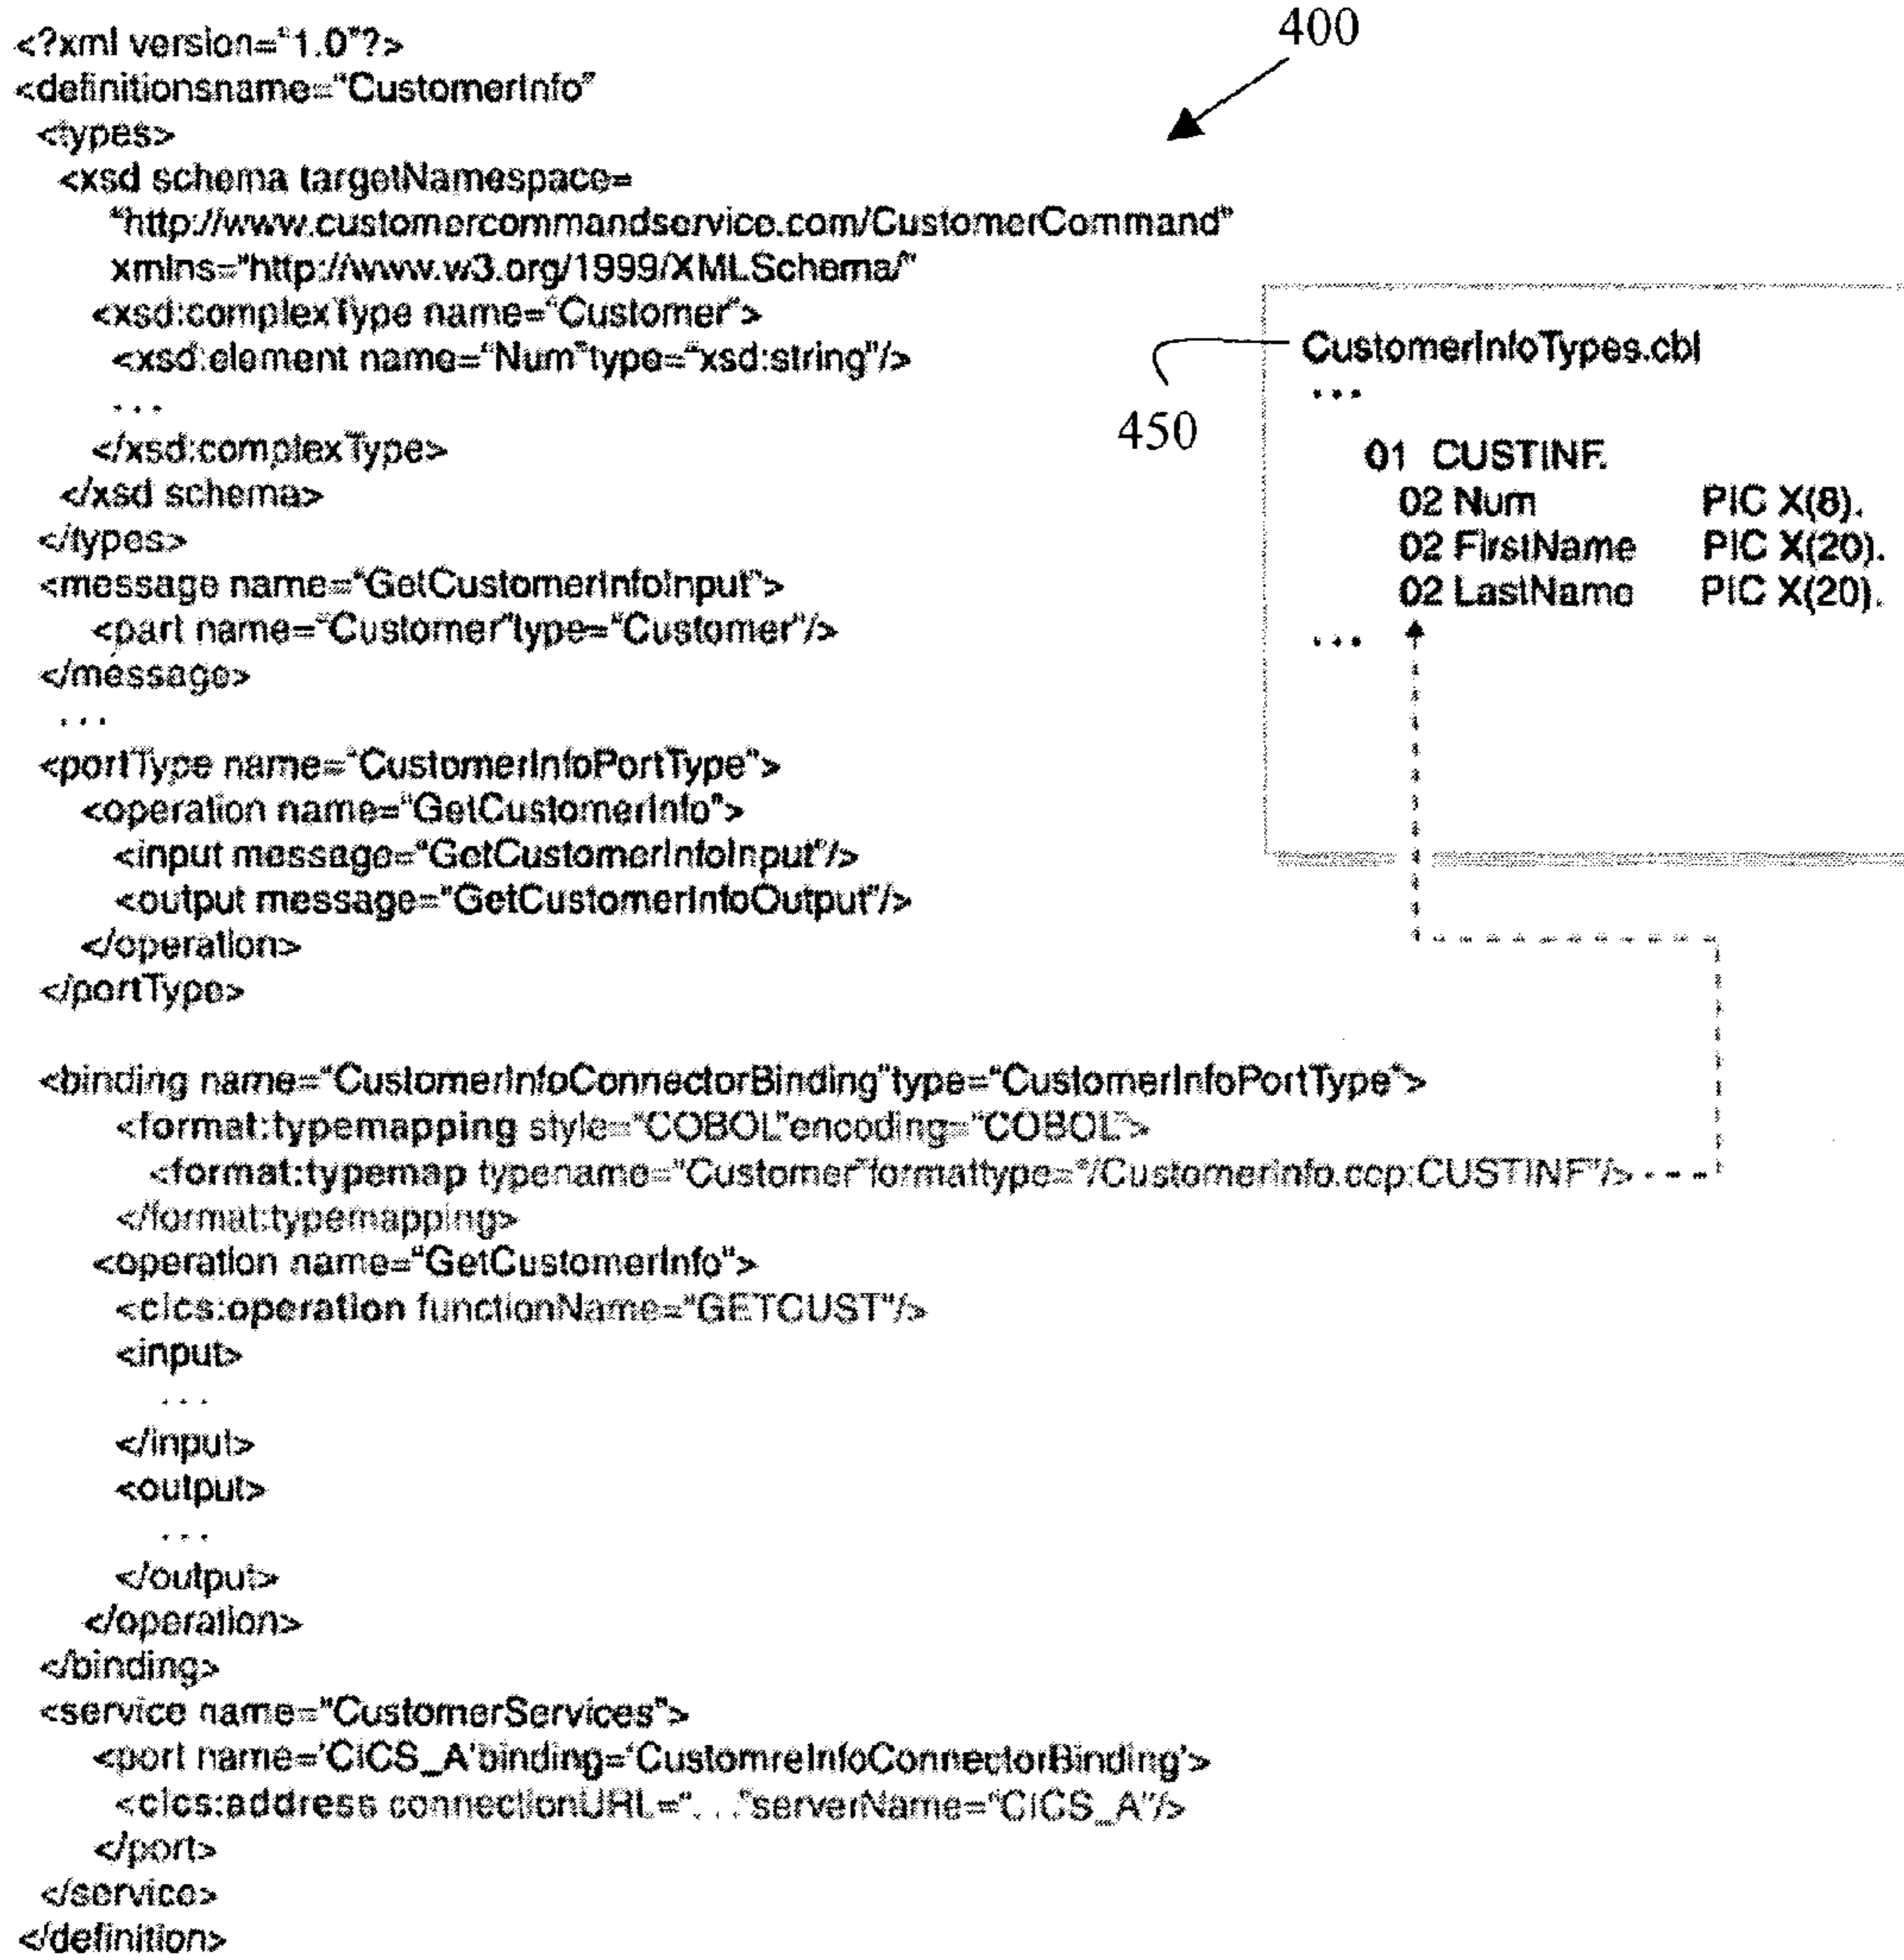 400
<?xml version="1.0"?>
<definitionsname="CustomerInfo"
<types>
<xsd schema targetNamespace=
"http://www.customercommandservice.com/CustomerCommand"
xmlns="http://www.w3.org/1999/XMLSchema/"
<xsd:complexType name="Customer">
<xsd:element name="Num"type="xsd:string"/>
. . .
</xsd:complexType>
</xsd schema>
</types>
<message name="GetCustomerInfoInput">
<part name="Customer"type="Customer"/>
</message>
. . .
<portType name="CustomerInfoPortType">
<operation name="GetCustomerInfo">
<input message="GetCustomerInfoInput"/>
<output message="GetCustomerInfoOutput"/>
</operation>
</portType>
<binding name="CustomerInfoConnectorBinding"type="CustomerInfoPortType">
<format:typemapping style="COBOL"encoding="COBOL">
<format:typemap typename="Customer"formattype="/CustomerInfo.ccp:CUSTINF"/>
</format:typemapping>
<operation name="GetCustomerInfo">
<cics:operation functionName="GETCUST"/>
<input>
. . .
</input>
<output>
. . .
</output>
</operation>
</binding>
<service name="CustomerServices">
<port name='CICS_A'binding='CustomreInfoConnectorBinding'>
<cics:address connectionURL=". . ."serverName="CICS_A"/>
</port>
</service>
</definition>
450
CustomerInfoTypes.cbl
. . .
01 CUSTINF.
02 Num PIC X(8).
02 FirstName PIC X(20).
02 LastName PIC X(20).
. . .